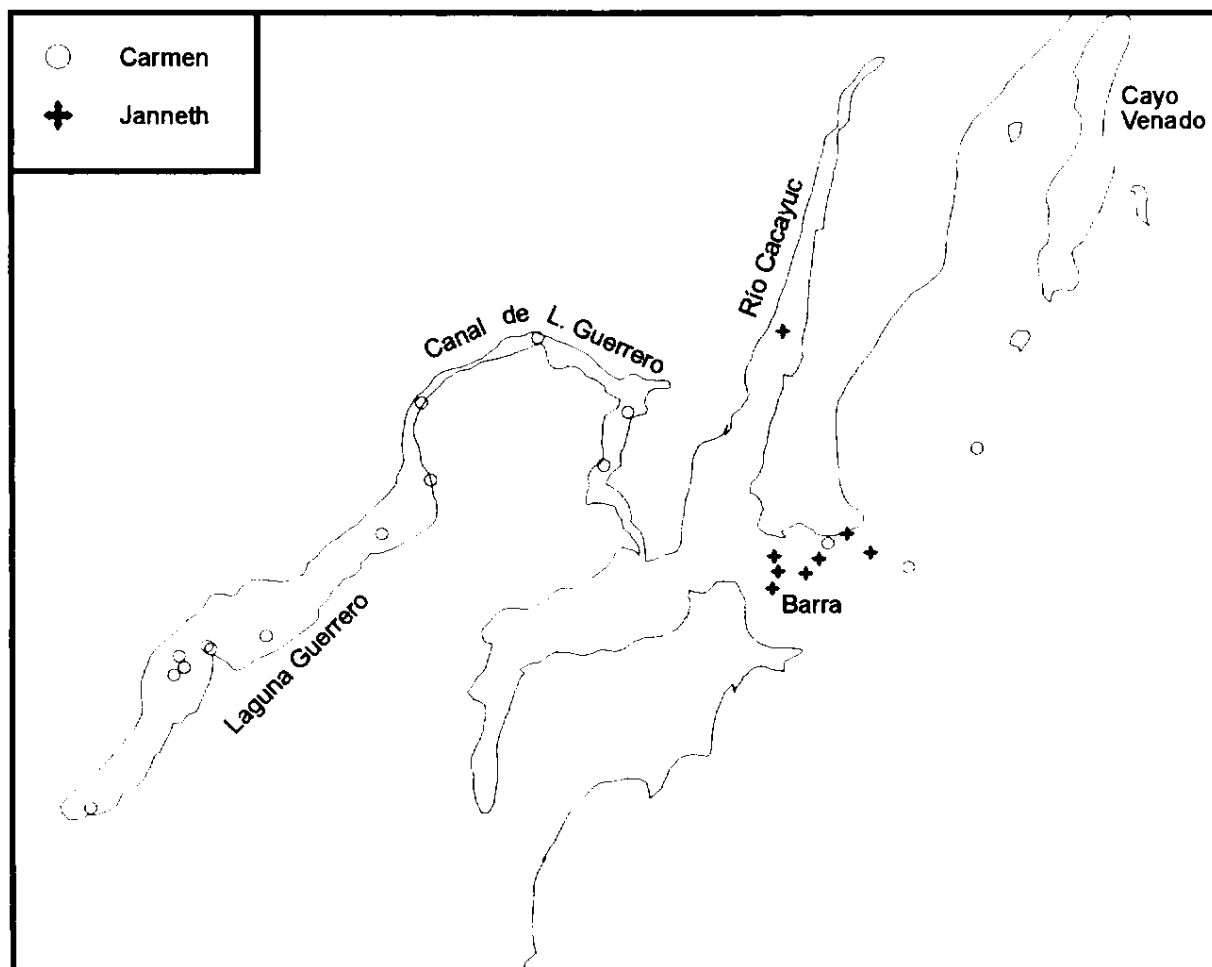 Carmen
Janneth
Cayo
Venado
Río Cacayuc
Canal de L. Guerrero
Barra
Laguna Guerrero